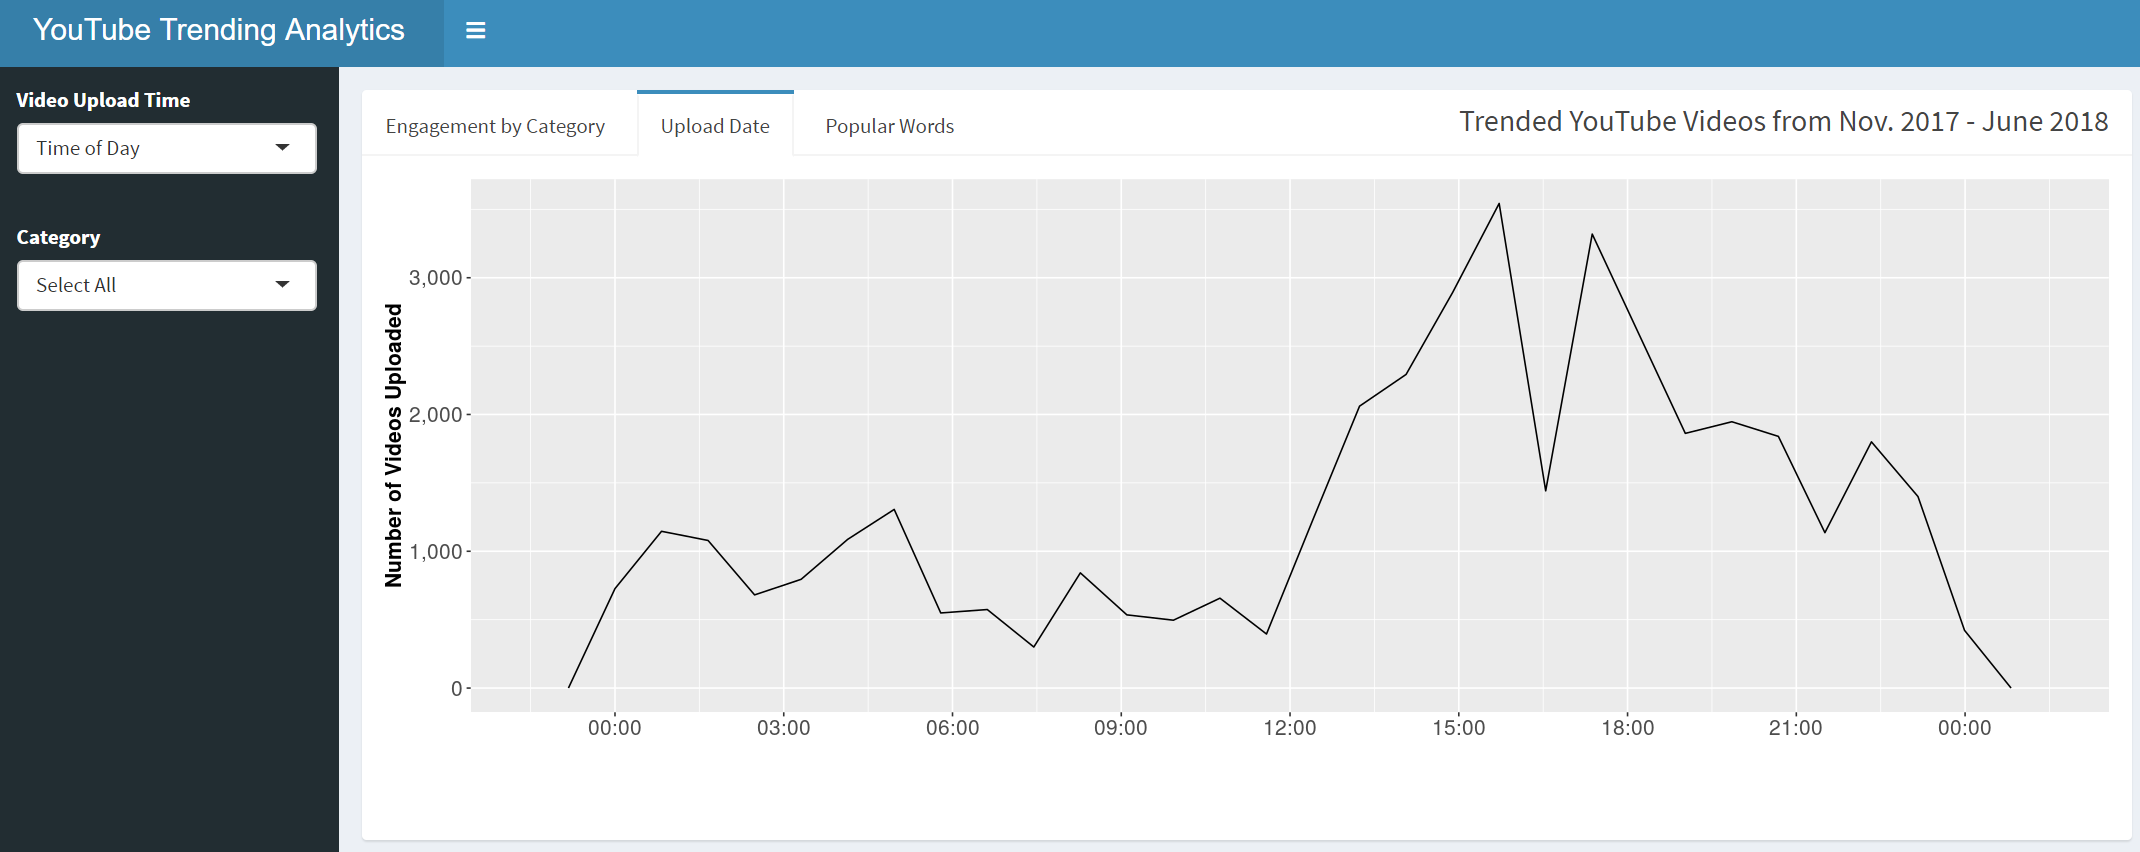 YouTube Trending Analytics
Video Upload Time
Time of Day
Category
Select All
Engagement by Category
Upload Date
Popular Words
Trended YouTube Videos from Nov. 2017 - June 2018
Number of Videos Uploaded
3,000
2,000
1,000
0
00:00 03:00 06:00 09:00 12:00 15:00 18:00 21:00 00:00